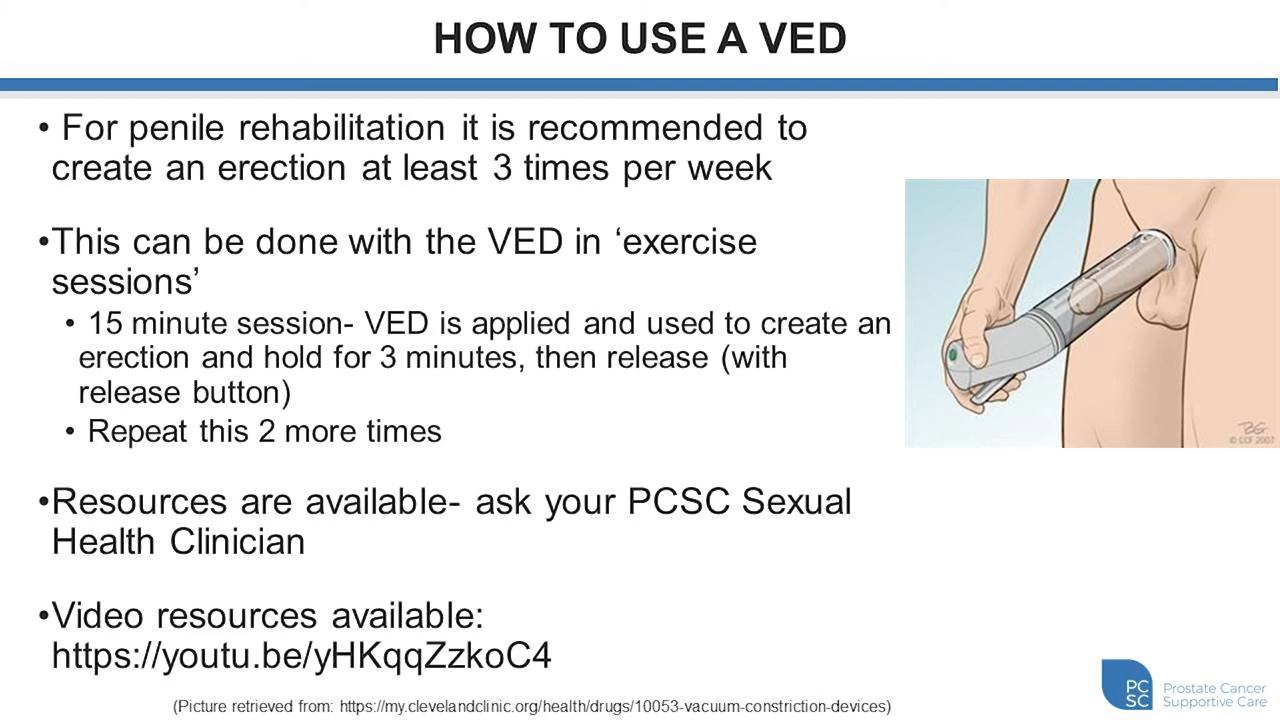 HOW TO USE A VED
• For penile rehabilitation it is recommended to
create an erection at least 3 times per week
•This can be done with the VED in ‘exercise
sessions’
• 15 minute session- VED is applied and used to create an
erection and hold for 3 minutes, then release (with
release button)
• Repeat this 2 more times
•Resources are available- ask your PCSC Sexual
Health Clinician
•Video resources available:
https://youtu.be/yHKqqZzkoC4
BG
© CCF 2007
(Picture retrieved from: https://my.clevelandclinic.org/health/drugs/10053-vacuum-constriction-devices)
PC
SC
Prostate Cancer
Supportive Care